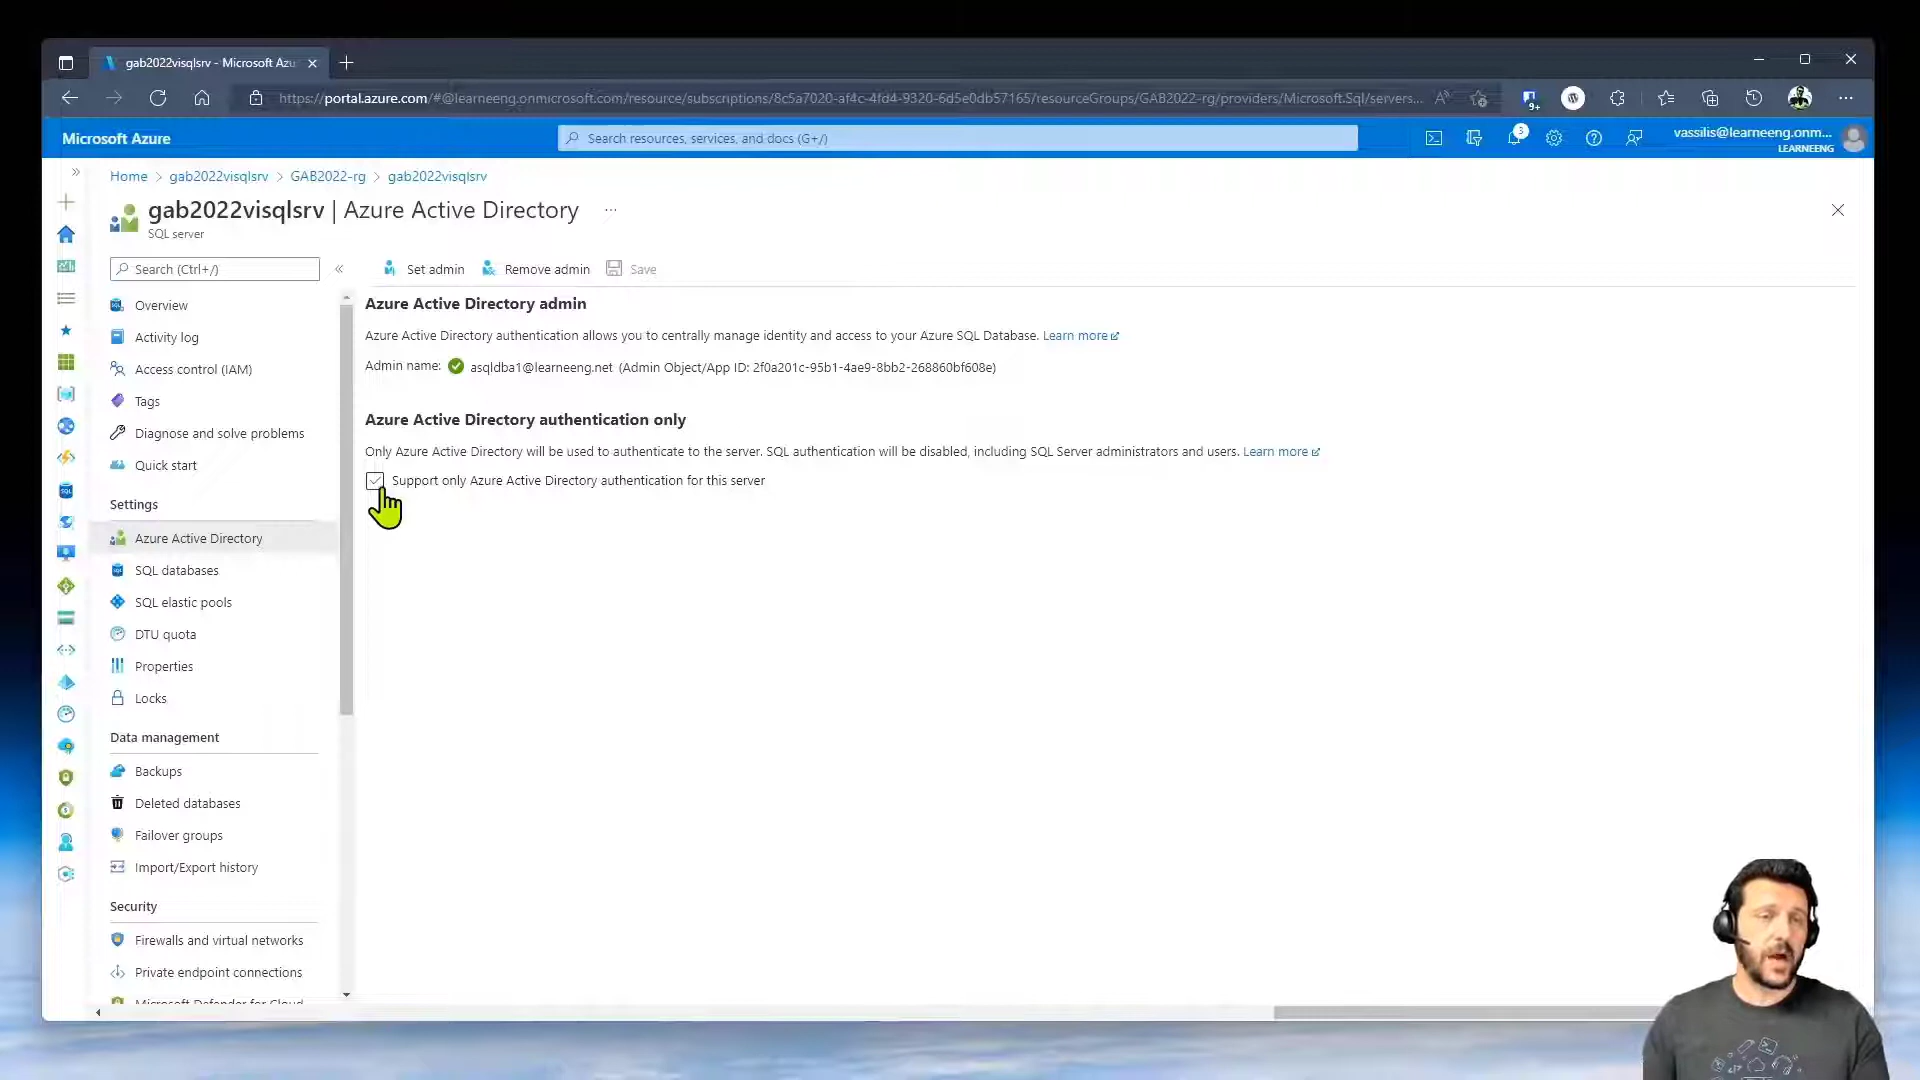 gab2022visqlsrv - Microsoft Azu
https://portal.azure.com/#@learneeng.onmicrosoft.com/resource/subscriptions/8c5a7020-af4c-4fd4-9320-6d5e0db57165/resourceGroups/GAB2022-rg/providers/Microsoft.Sql/servers...
9+
Microsoft Azure
Search resources, services, and docs (G+/)
3
vassilis@learneeng.onm...
LEARNEENG
Home > gab2022visqlsrv > GAB2022-rg > gab2022visqlsrv
gab2022visqlsrv | Azure Active Directory ...
SQL server
Search (Ctrl+/)
Set admin
Remove admin
Save
Overview
Activity log
Access control (IAM)
Tags
Diagnose and solve problems
Quick start
Settings
Azure Active Directory
SQL databases
SQL elastic pools
DTU quota
Properties
Locks
Data management
Backups
Deleted databases
Failover groups
Import/Export history
Security
Firewalls and virtual networks
Private endpoint connections
Microsoft Defender for Cloud
Azure Active Directory admin
Azure Active Directory authentication allows you to centrally manage identity and access to your Azure SQL Database. Learn more
Admin name: asqldba1@learneeng.net (Admin Object/App ID: 2f0a201c-95b1-4ae9-8bb2-268860bf608e)
Azure Active Directory authentication only
Only Azure Active Directory will be used to authenticate to the server. SQL authentication will be disabled, including SQL Server administrators and users. Learn more
Support only Azure Active Directory authentication for this server